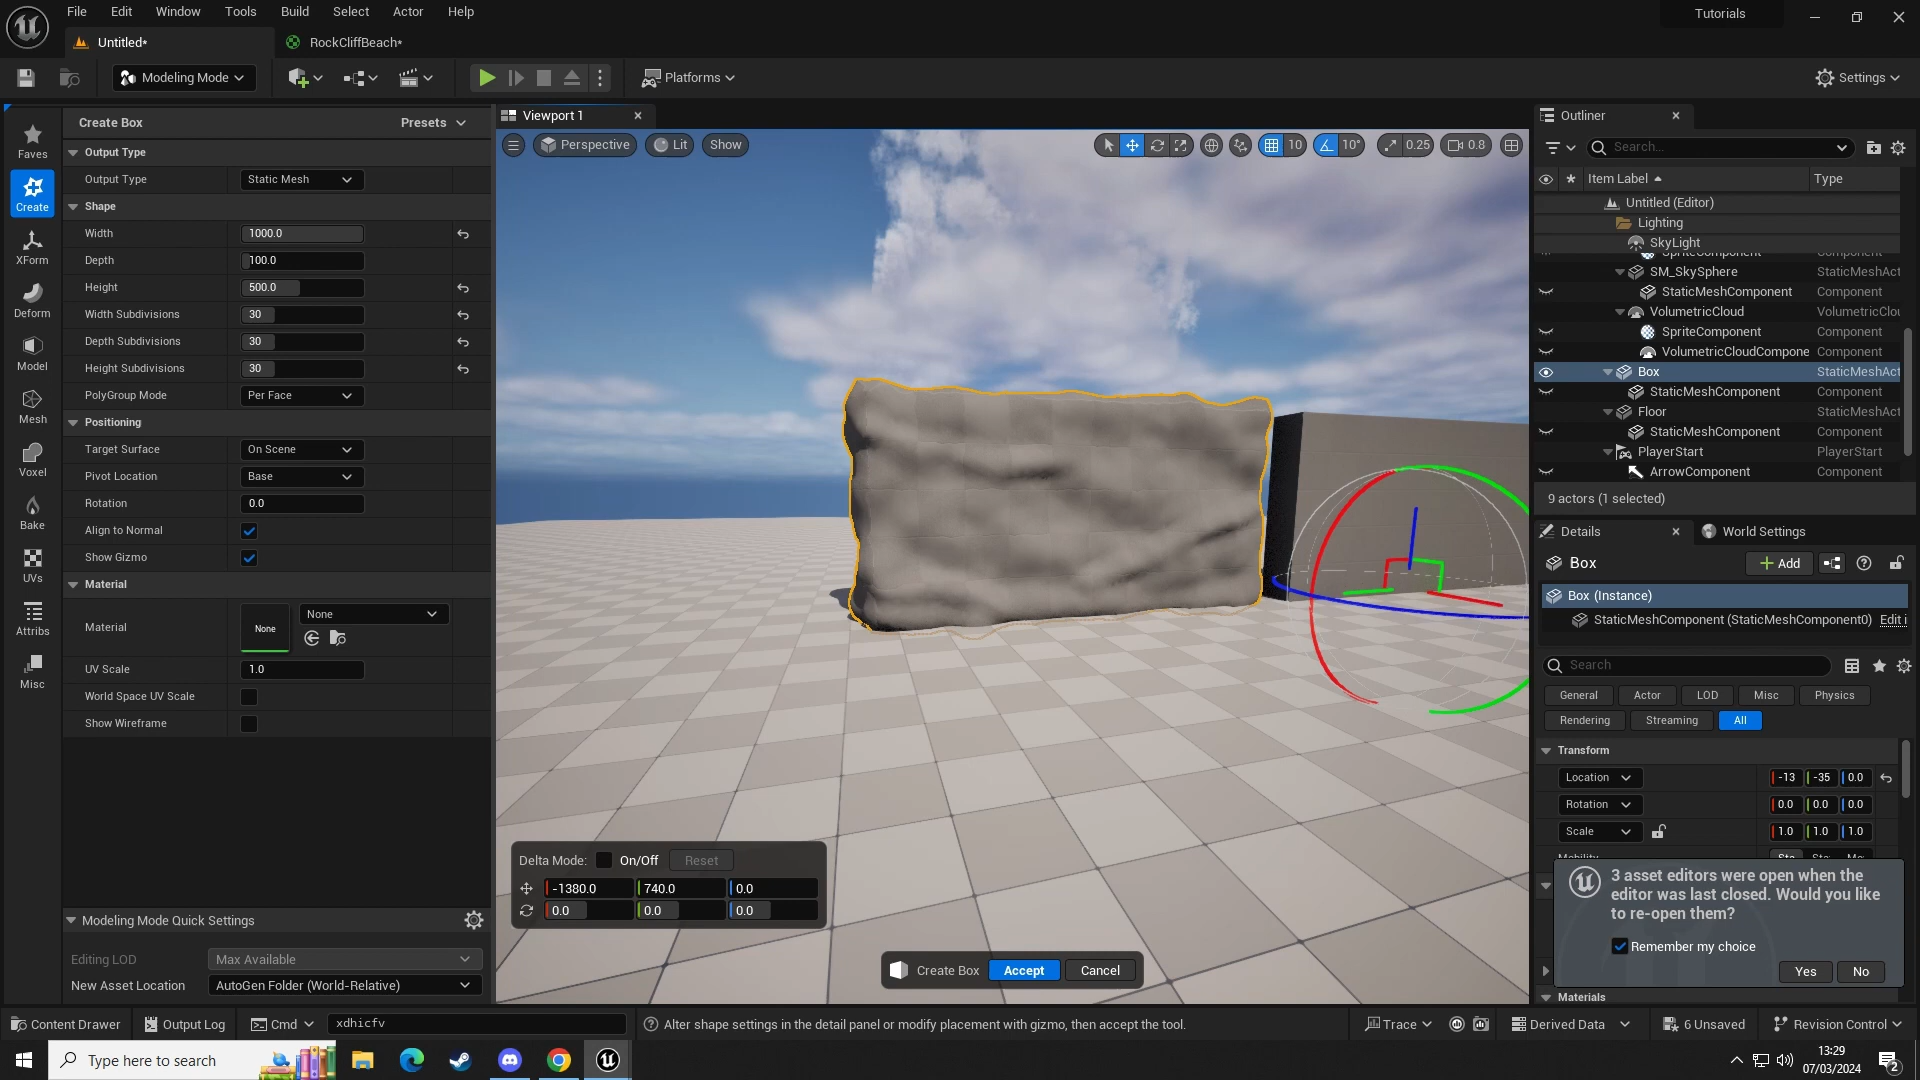 File Edit Window Tools Build Select Actor Help
Tutorials
Untitled*
RockCliffBeach*
Modeling Mode
Platforms
Settings
Create Box
Presets
Viewport 1
Outliner
Faves
Create
XForm
Deform
Model
Mesh
Voxel
Bake
UVs
Attribs
Misc
Output Type
Output Type Static Mesh
Shape
Width 1000.0
Depth 100.0
Height 500.0
Width Subdivisions 30
Depth Subdivisions 30
Height Subdivisions 30
PolyGroup Mode Per Face
Positioning
Target Surface On Scene
Pivot Location Base
Rotation 0.0
Align to Normal
Show Gizmo
Material
Material None None
UV Scale 1.0
World Space UV Scale
Show Wireframe
Modeling Mode Quick Settings
Editing LOD Max Available
New Asset Location AutoGen Folder (World-Relative)
Perspective Lit Show
10 10° 0.25 0.8
Delta Mode: On/Off Reset
-1380.0 740.0 0.0
0.0 0.0 0.0
Create Box Accept Cancel
Search...
Item Label Type
Untitled (Editor)
Lighting
SkyLight
SpriteComponent Component
SM_SkySphere StaticMeshAct
StaticMeshComponent Component
VolumetricCloud VolumetricClou
SpriteComponent Component
VolumetricCloudCompone Component
Box StaticMeshAct
StaticMeshComponent Component
Floor StaticMeshAct
StaticMeshComponent Component
PlayerStart PlayerStart
ArrowComponent Component
9 actors (1 selected)
Details World Settings
Box Add
Box (Instance)
StaticMeshComponent (StaticMeshComponent0) Edit i
Search
General Actor LOD Misc Physics
Rendering Streaming All
Transform
Location -13 -35 0.0
Rotation 0.0 0.0 0.0
Scale 1.0 1.0 1.0
Mobility Sta Sta Mo
3 asset editors were open when the
editor was last closed. Would you like
to re-open them?
Remember my choice
Yes No
Materials
Content Drawer Output Log Cmd xdhicfv Alter shape settings in the detail panel or modify placement with gizmo, then accept the tool. Trace Derived Data 6 Unsaved Revision Control
Type here to search
13:29
07/03/2024
2